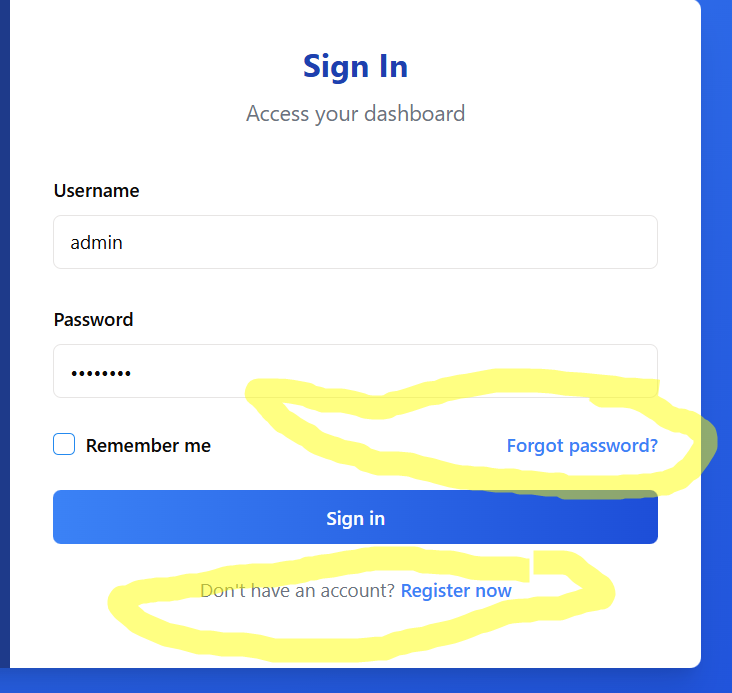 Sign In
Access your dashboard
Username
admin
Password
••••••••
Remember me Forgot password?
Sign in
Don't have an account? Register now